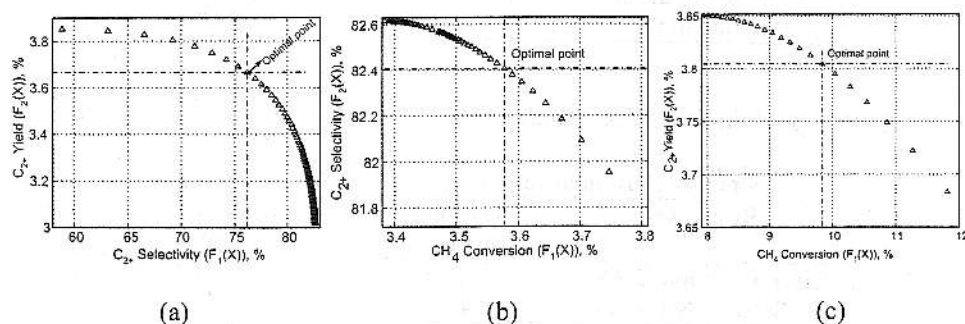 C₂₊ Yield (F₂(X)), %
3.8
3.6
3.4
3.2
3
60
65
70
75
80
C₂₊ Selectivity (F₁(X)), %
Optimal point
(a)
C₂₊ Selectivity (F₂(X)), %
82.6
82.4
82.2
82
81.8
3.4
3.5
3.6
3.7
3.8
CH₄ Conversion (F₁(X)), %
Optimal point
(b)
C₂₊ Yield (F₂(X)), %
3.85
3.8
3.75
3.7
3.65
8
9
10
11
12
CH₄ Conversion (F₁(X)), %
Optimal point
(c)